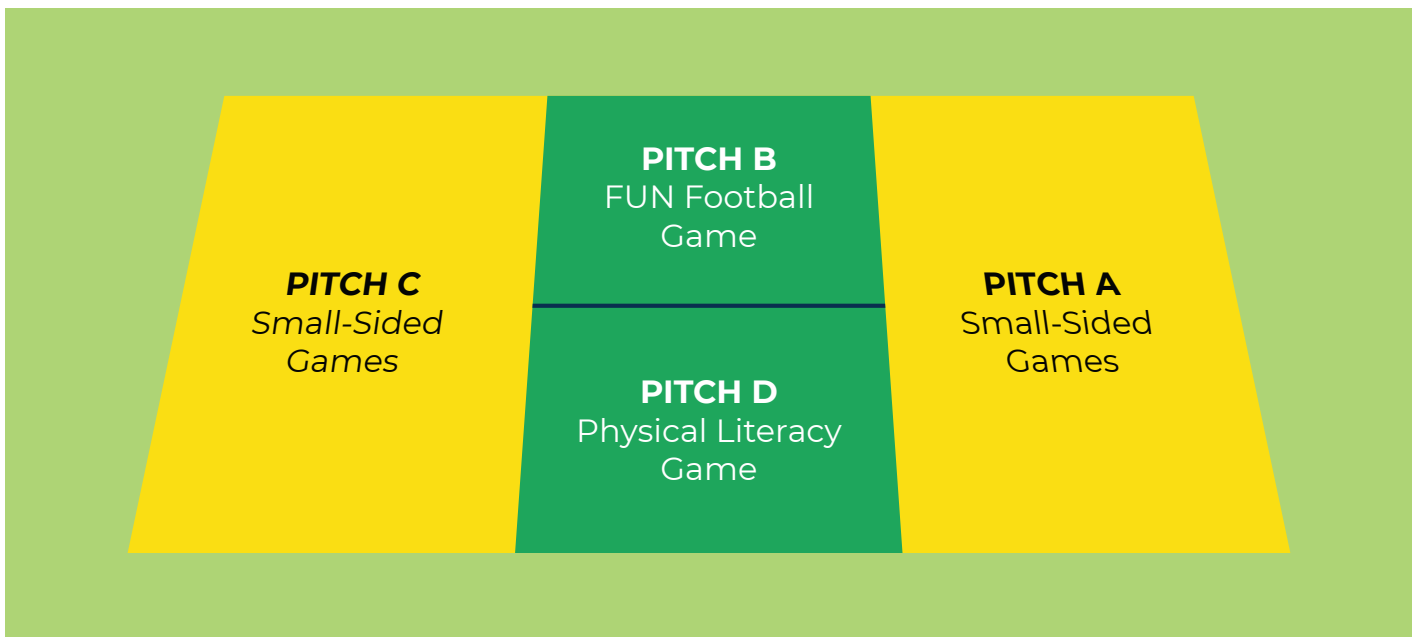 PITCH C
Small-Sided
Games
PITCH B
FUN Football
Game
PITCH D
Physical Literacy
Game
PITCH A
Small-Sided
Games